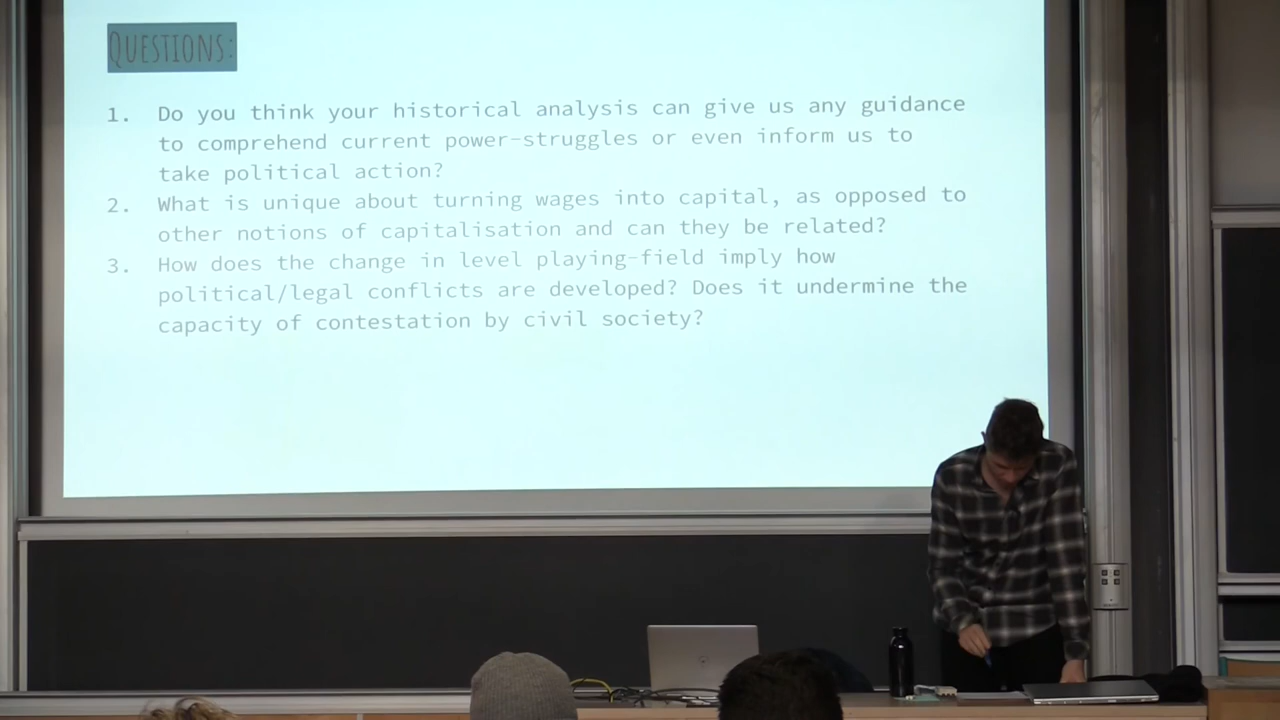 QUESTIONS:
1. Do you think your historical analysis can give us any guidance
to comprehend current power-struggles or even inform us to
take political action?
2. What is unique about turning wages into capital, as opposed to
other notions of capitalisation and can they be related?
3. How does the change in level playing-field imply how
political/legal conflicts are developed? Does it undermine the
capacity of contestation by civil society?